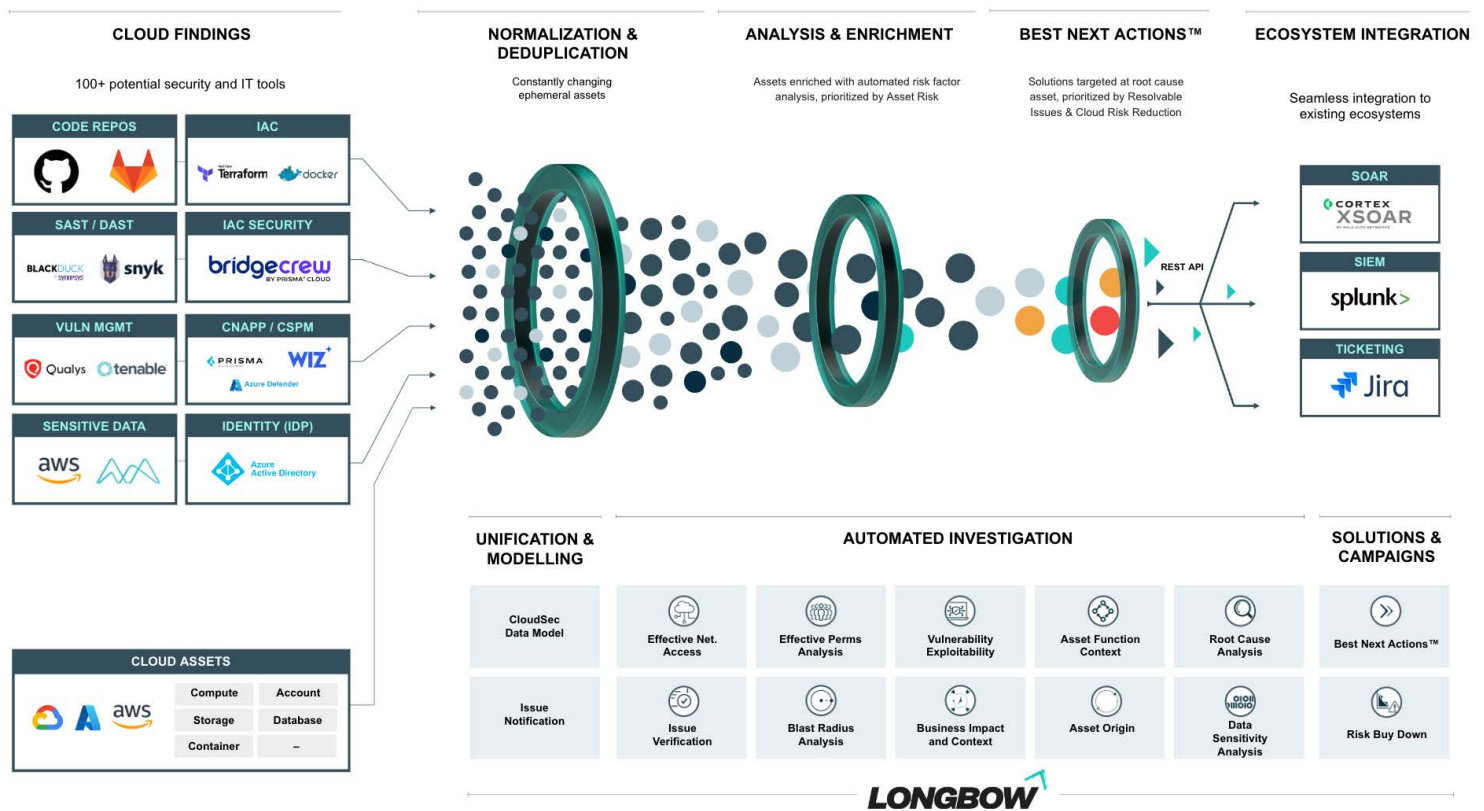 CLOUD FINDINGS
100+ potential security and IT tools
NORMALIZATION &
DEDUPLICATION
Constantly changing
ephemeral assets
ANALYSIS & ENRICHMENT
Assets enriched with automated risk factor
analysis, prioritized by Asset Risk
BEST NEXT ACTIONS™
Solutions targeted at root cause
asset, prioritized by Resolvable
Issues & Cloud Risk Reduction
ECOSYSTEM INTEGRATION
Seamless integration to
existing ecosystems
CODE REPOS
IAC
Terraform
docker
SAST / DAST
BLACKDUCK
BY SYNOPSYS
snyk
IAC SECURITY
bridgecrew
BY PRISMA® CLOUD
VULN MGMT
Qualys.
tenable
CNAPP / CSPM
PRISMA
WIZ
Azure Defender
SENSITIVE DATA
aws
IDENTITY (IDP)
Azure
Active Directory
REST API
SOAR
CORTEX
XSOAR
BY PALO ALTO NETWORKS
SIEM
splunk>
TICKETING
Jira
CLOUD ASSETS
aws
Compute
Account
Storage
Database
Container
–
UNIFICATION &
MODELLING
AUTOMATED INVESTIGATION
SOLUTIONS &
CAMPAIGNS
CloudSec
Data Model
Effective Net.
Access
Effective Perms
Analysis
Vulnerability
Exploitability
Asset Function
Context
Root Cause
Analysis
Best Next Actions™
Issue
Notification
Issue
Verification
Blast Radius
Analysis
Business Impact
and Context
Asset Origin
Data
Sensitivity
Analysis
Risk Buy Down
LONGBOW